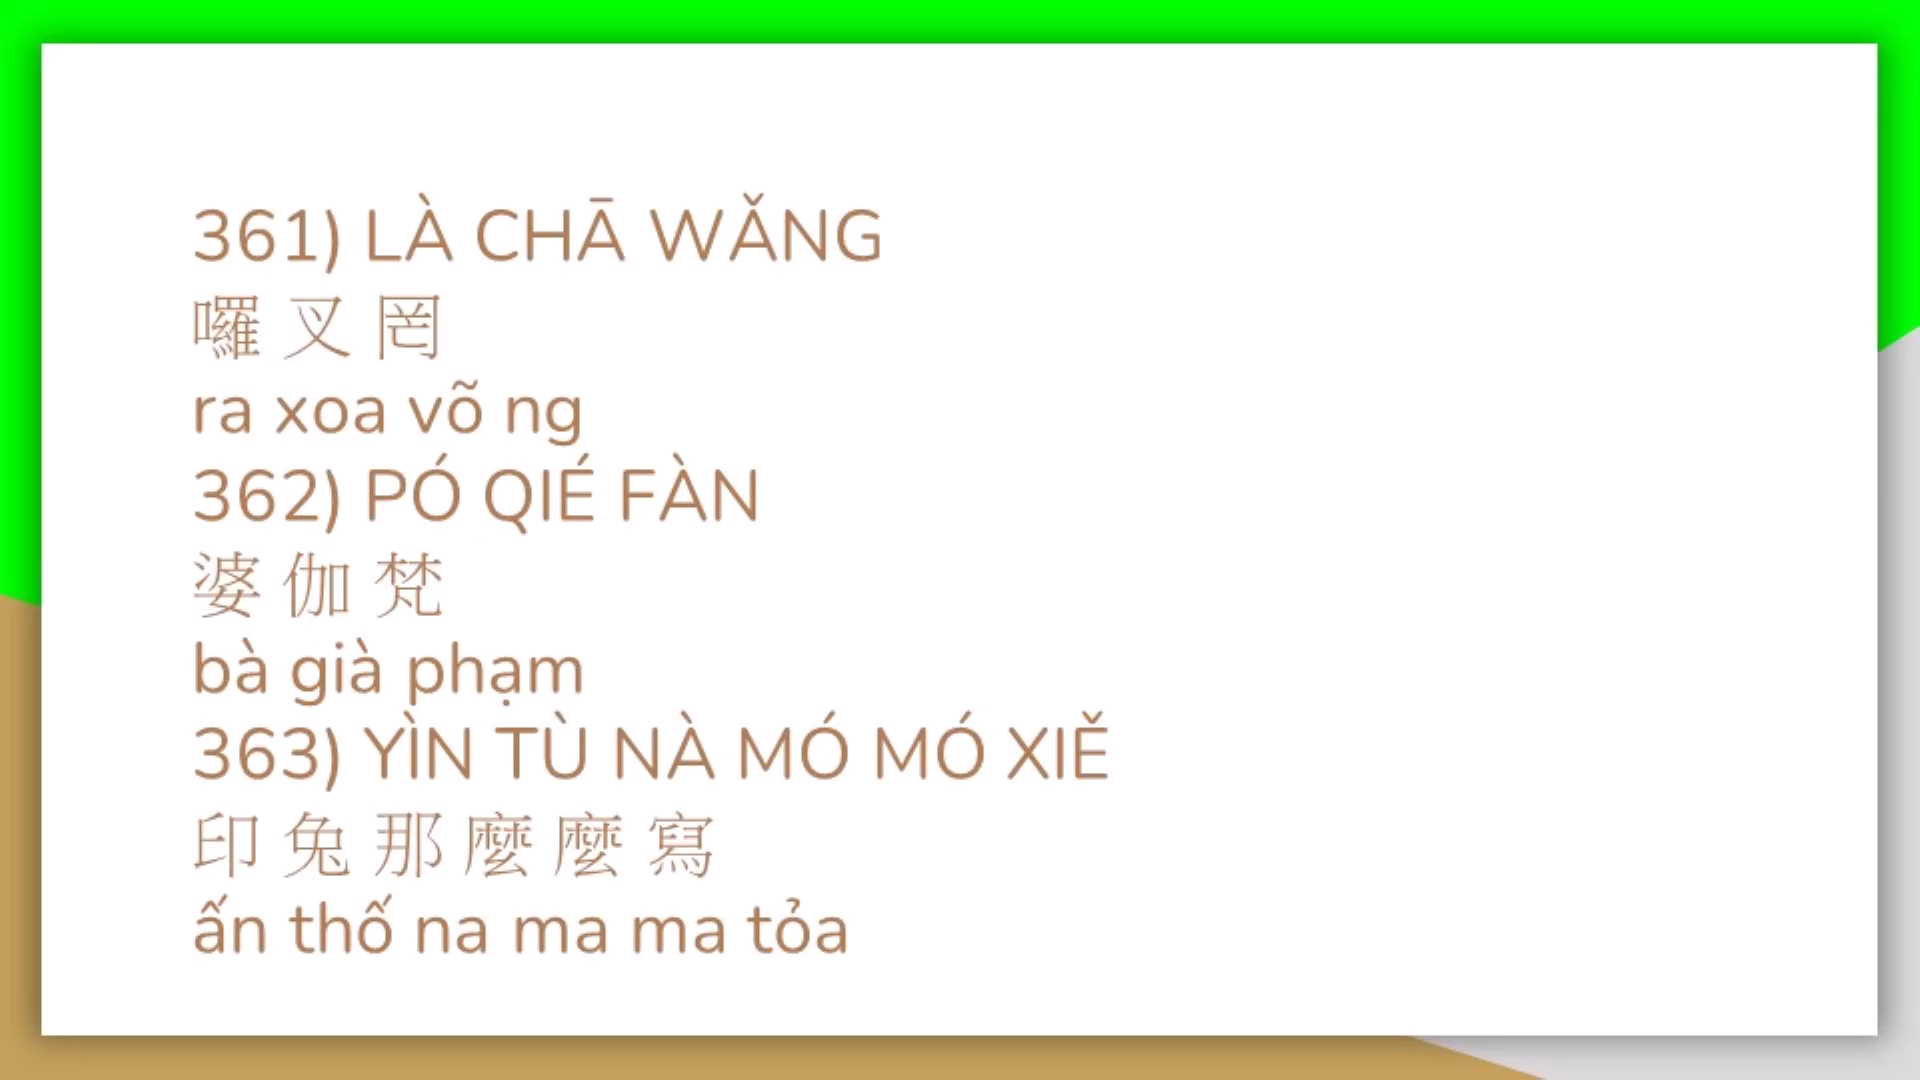 361) LÀ CHĀ WǍNG
囉 叉 罔
ra xoa võ ng
362) PÓ QIÉ FÀN
婆 伽 梵
bà già phạm
363) YÌN TÙ NÀ MÓ MÓ XIĚ
印 兔 那 麼 麼 寫
ấn thố na ma ma tỏa